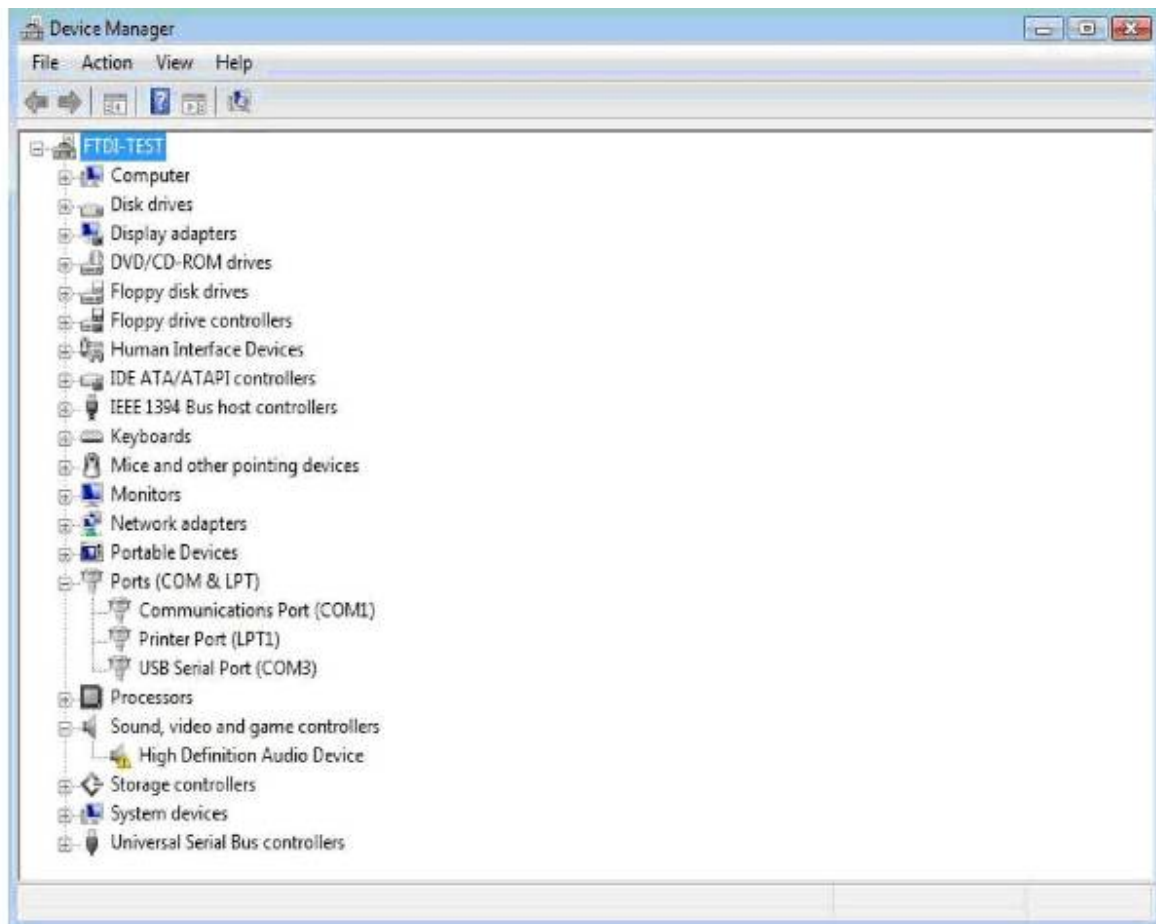 Device Manager
File Action View Help
FTDI-TEST
Computer
Disk drives
Display adapters
DVD/CD-ROM drives
Floppy disk drives
Floppy drive controllers
Human Interface Devices
IDE ATA/ATAPI controllers
IEEE 1394 Bus host controllers
Keyboards
Mice and other pointing devices
Monitors
Network adapters
Portable Devices
Ports (COM & LPT)
Communications Port (COM1)
Printer Port (LPT1)
USB Serial Port (COM3)
Processors
Sound, video and game controllers
High Definition Audio Device
Storage controllers
System devices
Universal Serial Bus controllers